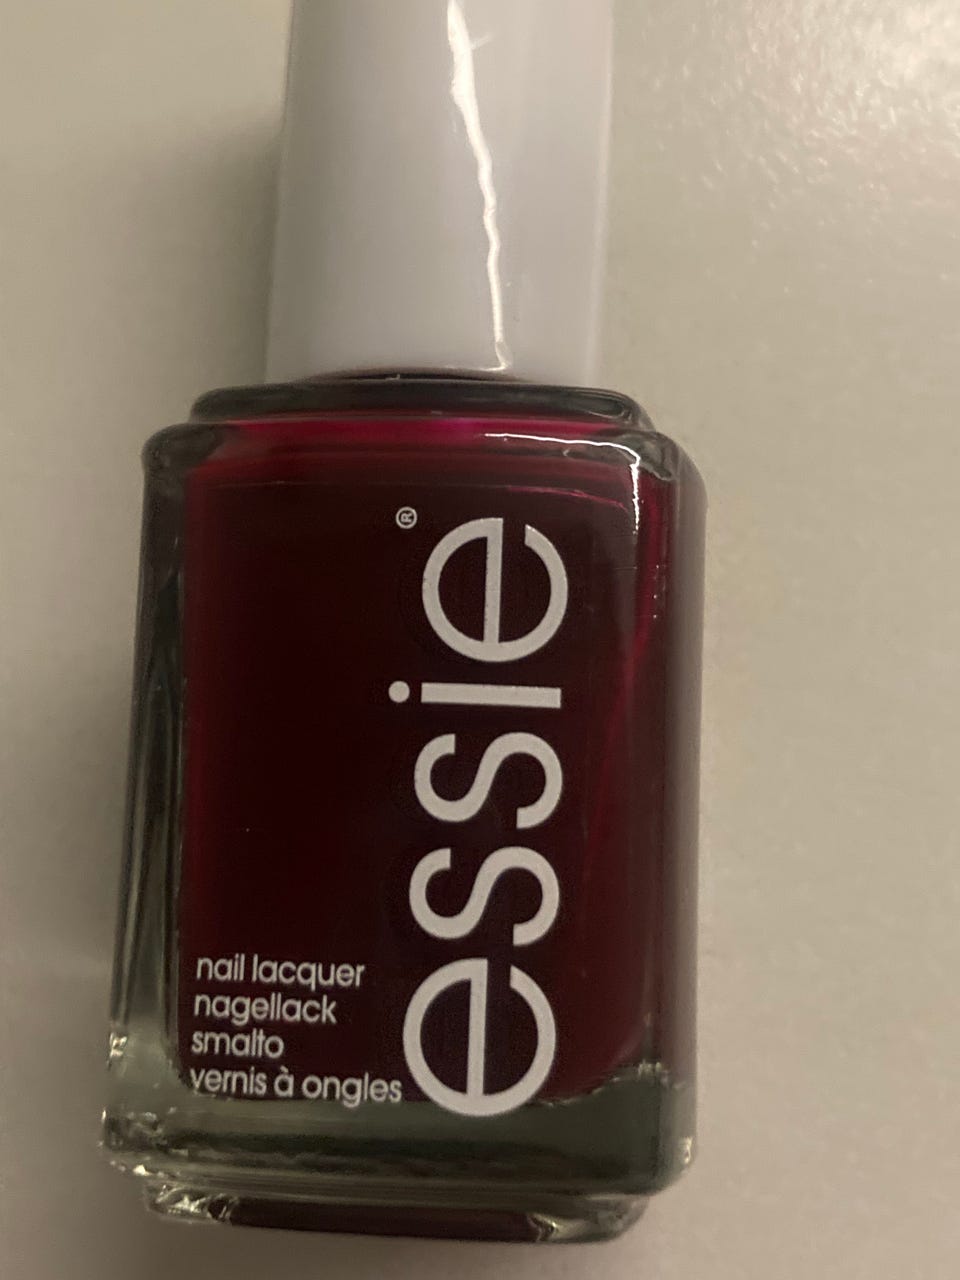 essie®
nail lacquer
nagellack
smalto
vernis à ongles